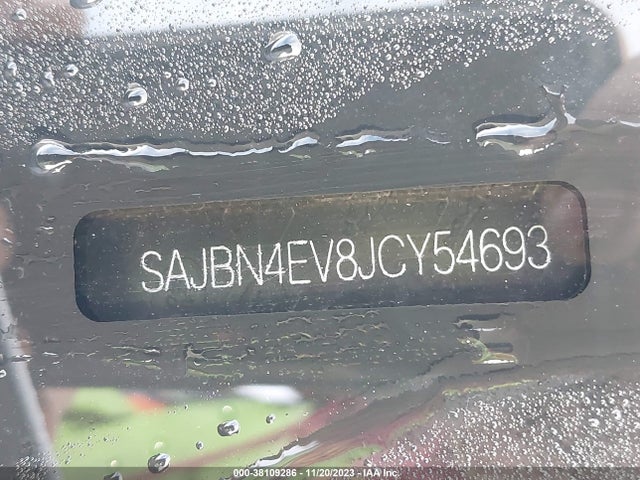 SAJBN4EV8JCY54693
000-38109286 - 11/20/2023 - IAA Inc.